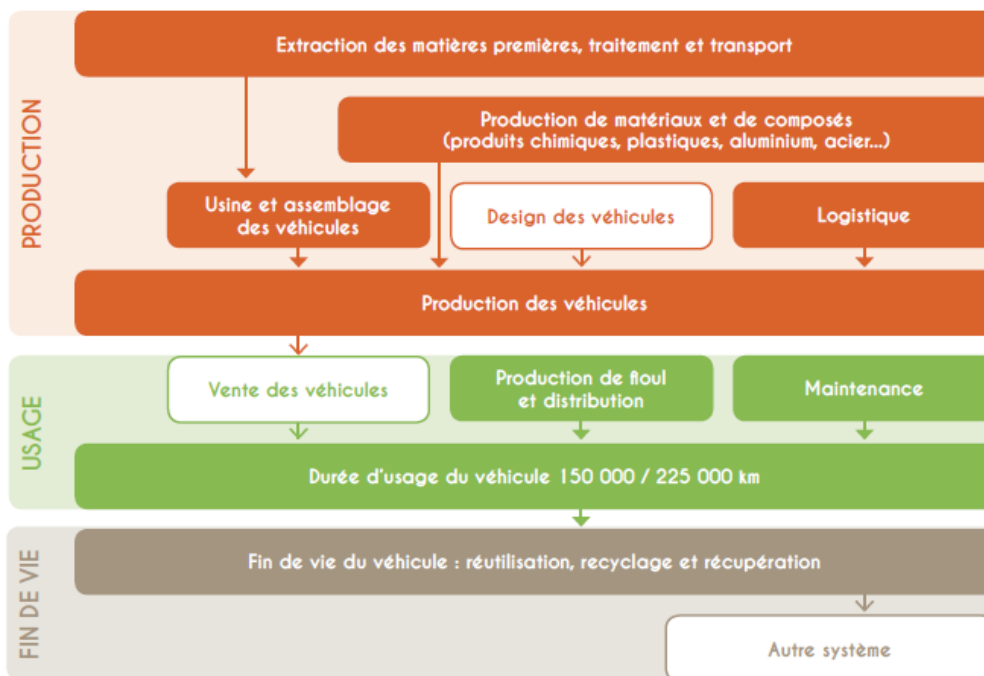 PRODUCTION
Extraction des matières premières, traitement et transport
Production de matériaux et de composés
(produits chimiques, plastiques, aluminium, acier...)
Usine et assemblage
des véhicules
Design des véhicules
Logistique
Production des véhicules
USAGE
Vente des véhicules
Production de fioul
et distribution
Maintenance
Durée d'usage du véhicule 150 000 / 225 000 km
FIN DE VIE
Fin de vie du véhicule : réutilisation, recyclage et récupération
Autre système